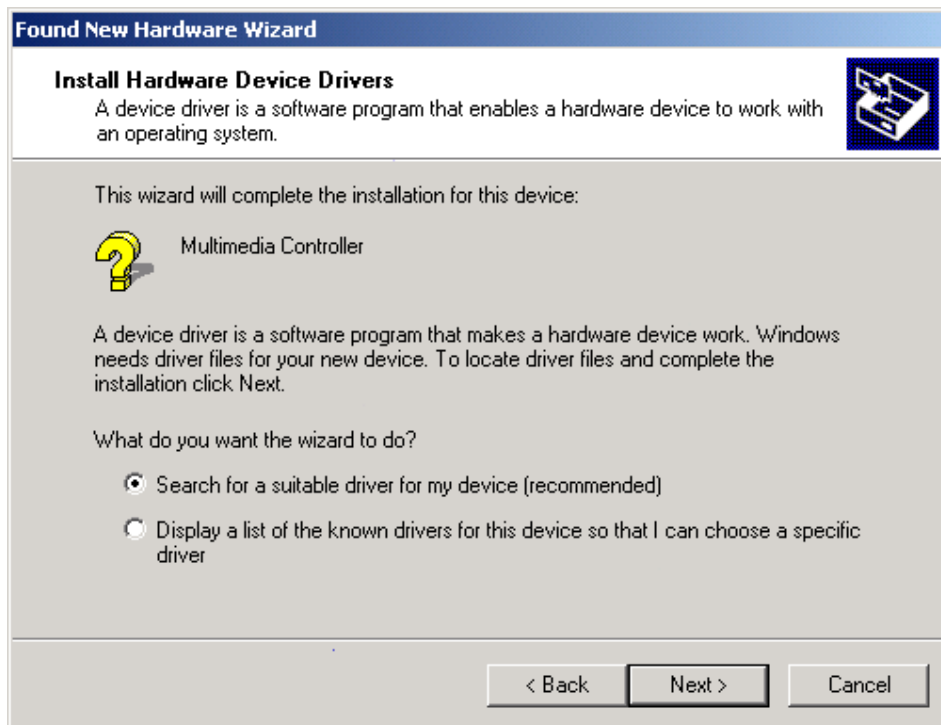 Found New Hardware Wizard
Install Hardware Device Drivers
A device driver is a software program that enables a hardware device to work with
an operating system.
This wizard will complete the installation for this device:
Multimedia Controller
A device driver is a software program that makes a hardware device work. Windows
needs driver files for your new device. To locate driver files and complete the
installation click Next.
What do you want the wizard to do?
Search for a suitable driver for my device (recommended)
Display a list of the known drivers for this device so that I can choose a specific
driver
< Back
Next >
Cancel